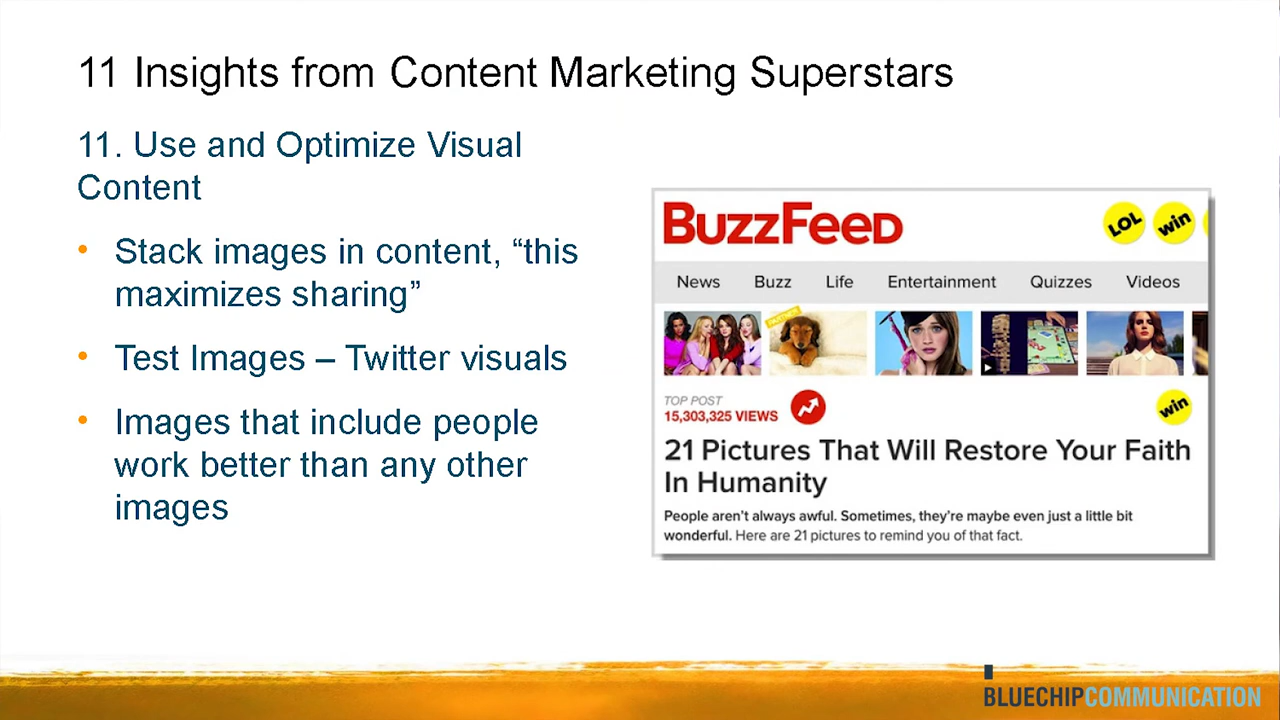 11 Insights from Content Marketing Superstars
11. Use and Optimize Visual
Content
• Stack images in content, “this
maximizes sharing”
• Test Images – Twitter visuals
• Images that include people
work better than any other
images
BuzzFeeD
LOL
win
News Buzz Life Entertainment Quizzes Videos
PARTNER
TOP POST
15,303,325 VIEWS
win
21 Pictures That Will Restore Your Faith
In Humanity
People aren’t always awful. Sometimes, they’re maybe even just a little bit
wonderful. Here are 21 pictures to remind you of that fact.
BLUECHIPCOMMUNICATION